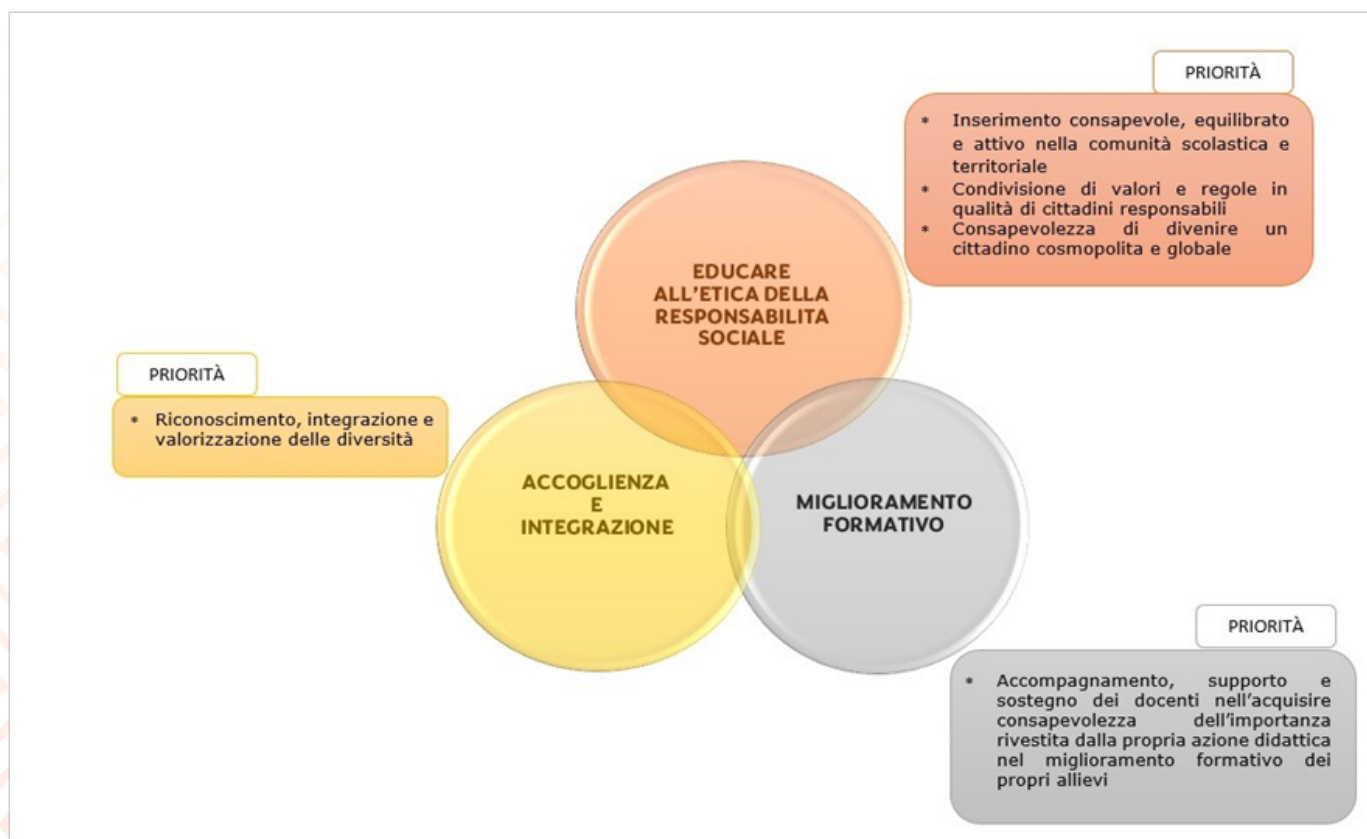 PRIORITÀ
* Inserimento consapevole, equilibrato
e attivo nella comunità scolastica e
territoriale
* Condivisione di valori e regole in
qualità di cittadini responsabili
* Consapevolezza di divenire un
cittadino cosmopolita e globale
EDUCARE
ALL'ETICA DELLA
RESPONSABILITA
SOCIALE
PRIORITÀ
* Riconoscimento, integrazione e
valorizzazione delle diversità
ACCOGLIENZA
E
INTEGRAZIONE
MIGLIORAMENTO
FORMATIVO
PRIORITÀ
* Accompagnamento, supporto e
sostegno dei docenti nell'acquisire
consapevolezza dell'importanza
rivestita dalla propria azione didattica
nel miglioramento formativo dei
propri allievi